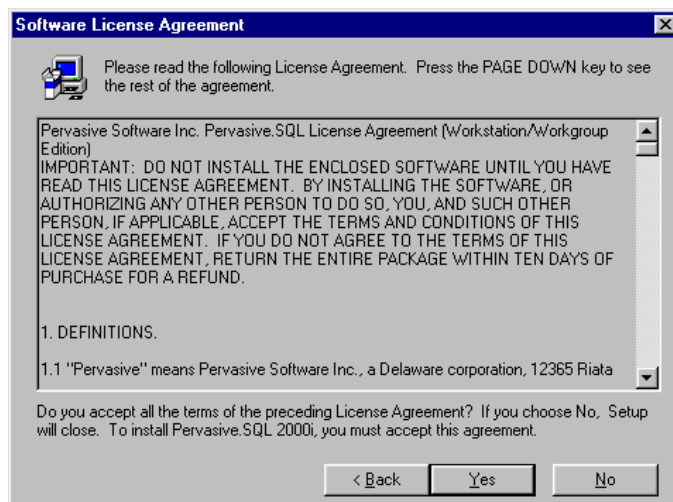 Software License Agreement
Please read the following License Agreement. Press the PAGE DOWN key to see
the rest of the agreement.
Pervasive Software Inc. Pervasive.SQL License Agreement (Workstation/Workgroup
Edition)
IMPORTANT: DO NOT INSTALL THE ENCLOSED SOFTWARE UNTIL YOU HAVE
READ THIS LICENSE AGREEMENT. BY INSTALLING THE SOFTWARE, OR
AUTHORIZING ANY OTHER PERSON TO DO SO, YOU, AND SUCH OTHER
PERSON, IF APPLICABLE, ACCEPT THE TERMS AND CONDITIONS OF THIS
LICENSE AGREEMENT. IF YOU DO NOT AGREE TO THE TERMS OF THIS
LICENSE AGREEMENT, RETURN THE ENTIRE PACKAGE WITHIN TEN DAYS OF
PURCHASE FOR A REFUND.
1. DEFINITIONS.
1.1 "Pervasive" means Pervasive Software Inc., a Delaware corporation, 12365 Riata
Do you accept all the terms of the preceding License Agreement? If you choose No, Setup
will close. To install Pervasive.SQL 2000i, you must accept this agreement.
< Back Yes No